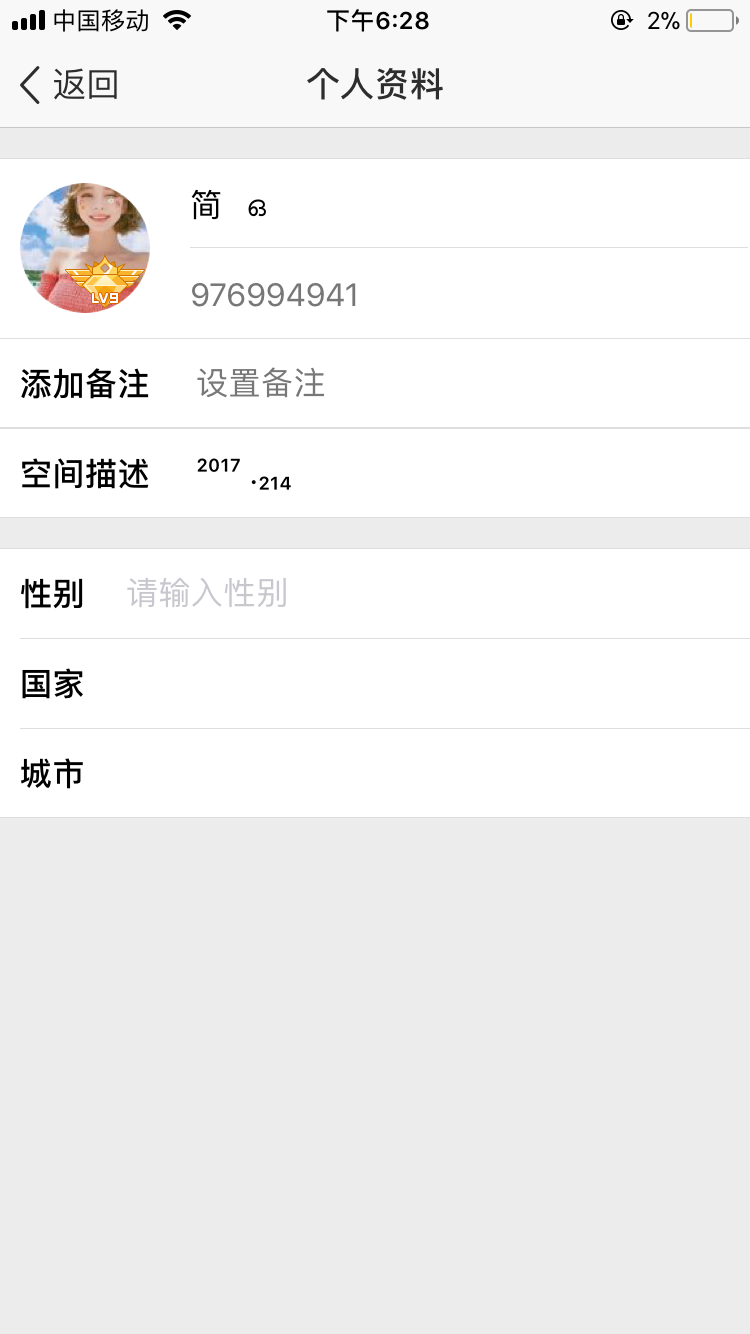 中国移动 下午6:28 2%
返回 个人资料
简 ഒ
LV9
976994941
添加备注 设置备注
空间描述 ²⁰¹⁷ .₂₁₄
性别 请输入性别
国家
城市